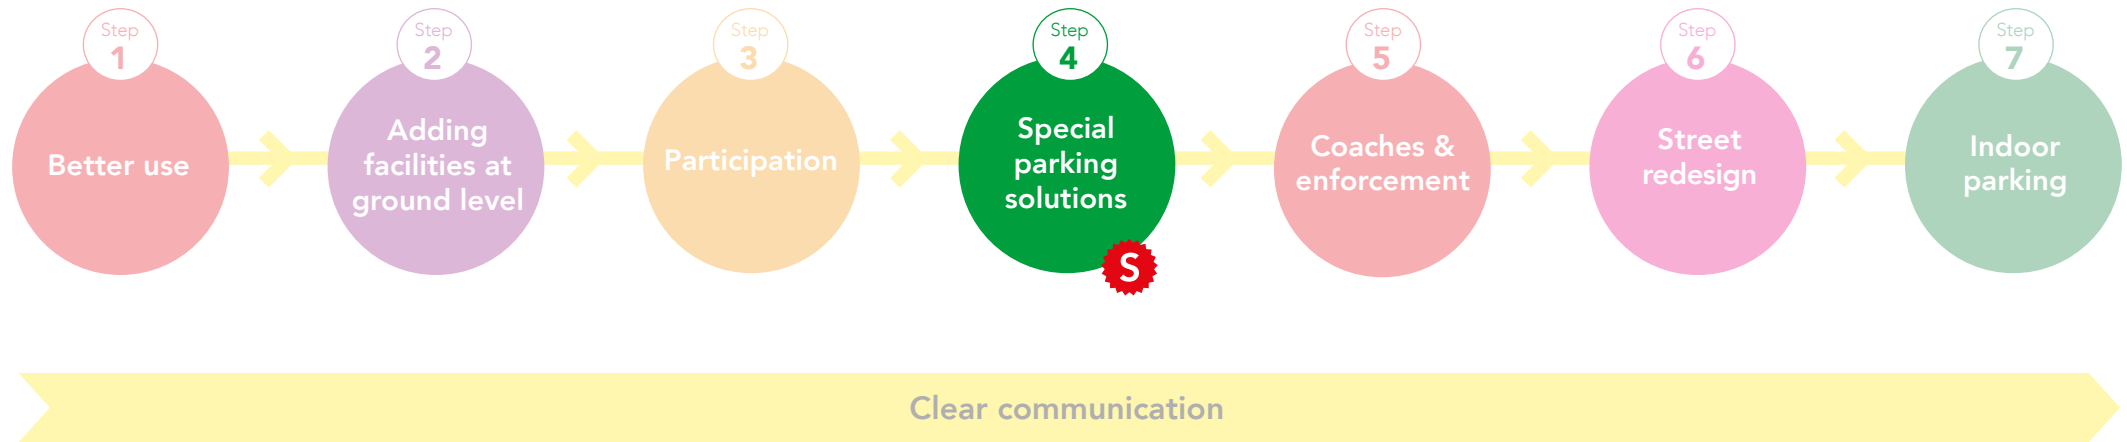 Step
1
Better use
Step
2
Adding
facilities at
ground level
Step
3
Participation
Step
4
Special
parking
solutions
S
Step
5
Coaches &
enforcement
Step
6
Street
redesign
Step
7
Indoor
parking
Clear communication